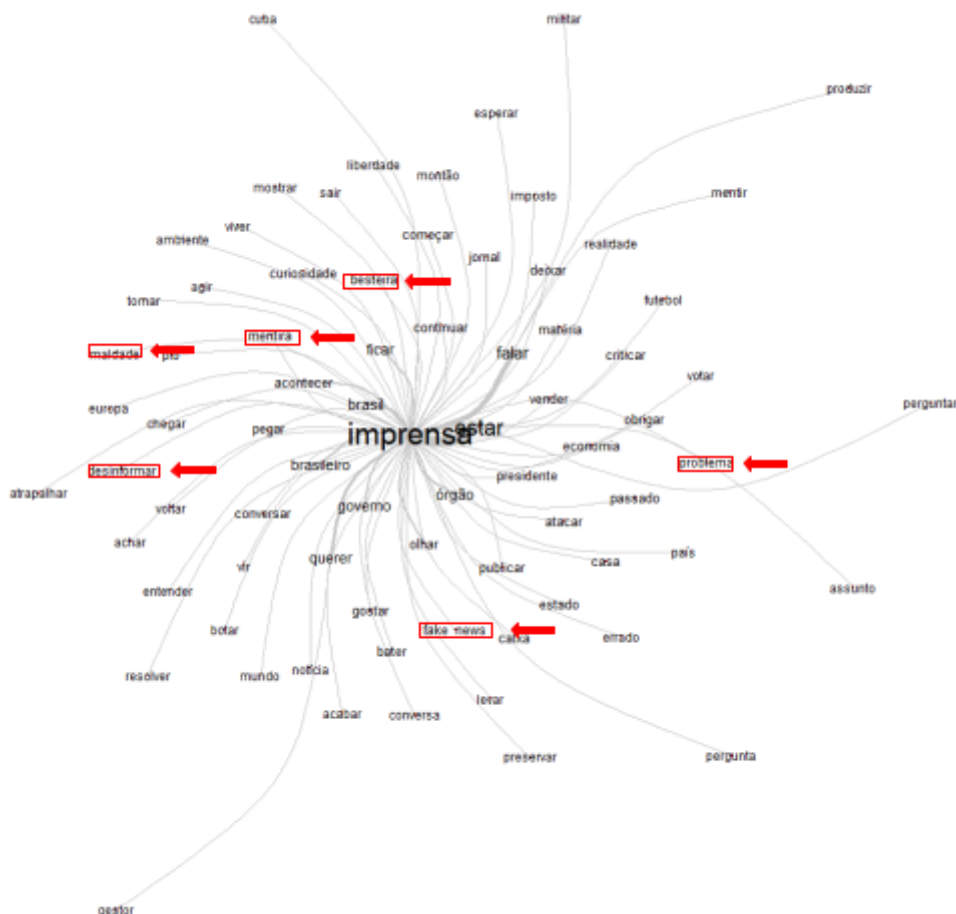 cuba
militar
produzir
esperar
liberdade
montão
mostrar
sair
imposto
mentir
viver
começar
ambiente
realidade
jornal
curiosidade
besteira
deixar
agir
tornar
futebol
continuar
mentira
matéria
maldade
ficar
falar
criticar
votar
acontecer
brasil
vender
europa
perguntar
chegar
pegar
imprensa
estar
obrigar
economia
problema
desinformar
brasileiro
presidente
atrapalhar
órgão
passado
voltar
conversar
governo
atacar
achar
olhar
país
querer
casa
vir
publicar
entender
assunto
estado
gostar
botar
fake news
caixa
errado
bater
resolver
mundo
notícia
acabar
conversa
preservar
pergunta
gestor